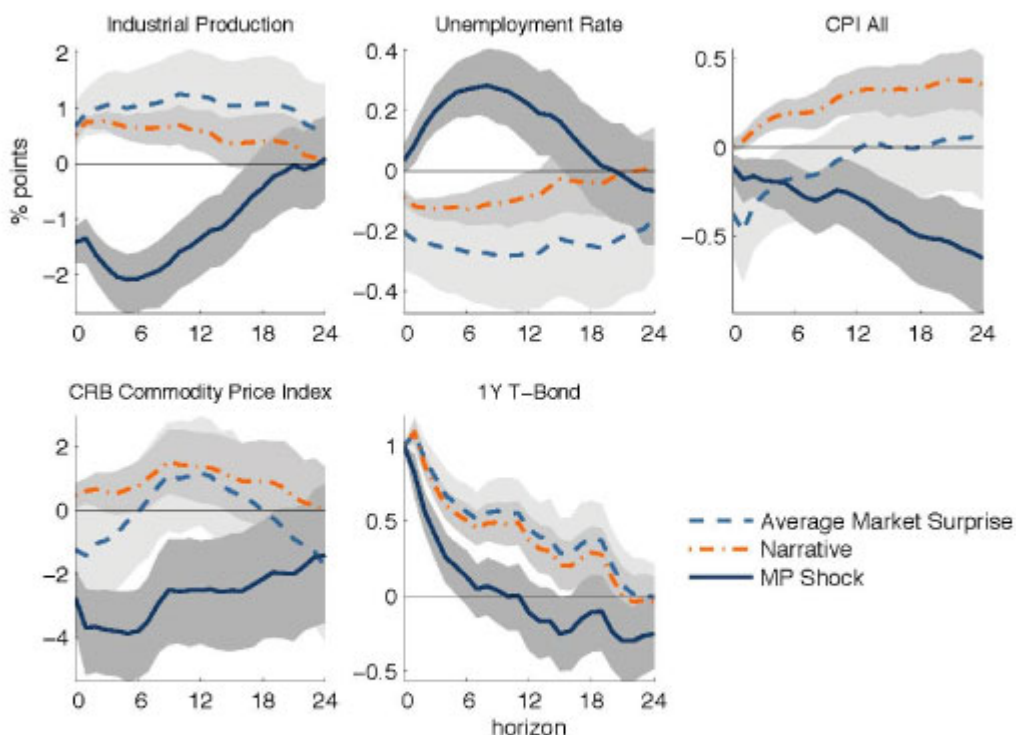 Industrial Production
Unemployment Rate
CPI All
% points
2
1
0
−1
−2
0 6 12 18 24
0.4
0.2
0
−0.2
−0.4
0 6 12 18 24
0.5
0
−0.5
0 6 12 18 24
CRB Commodity Price Index
1Y T−Bond
2
0
−2
−4
0 6 12 18 24
1
0.5
0
−0.5
0 6 12 18 24
horizon
Average Market Surprise
Narrative
MP Shock